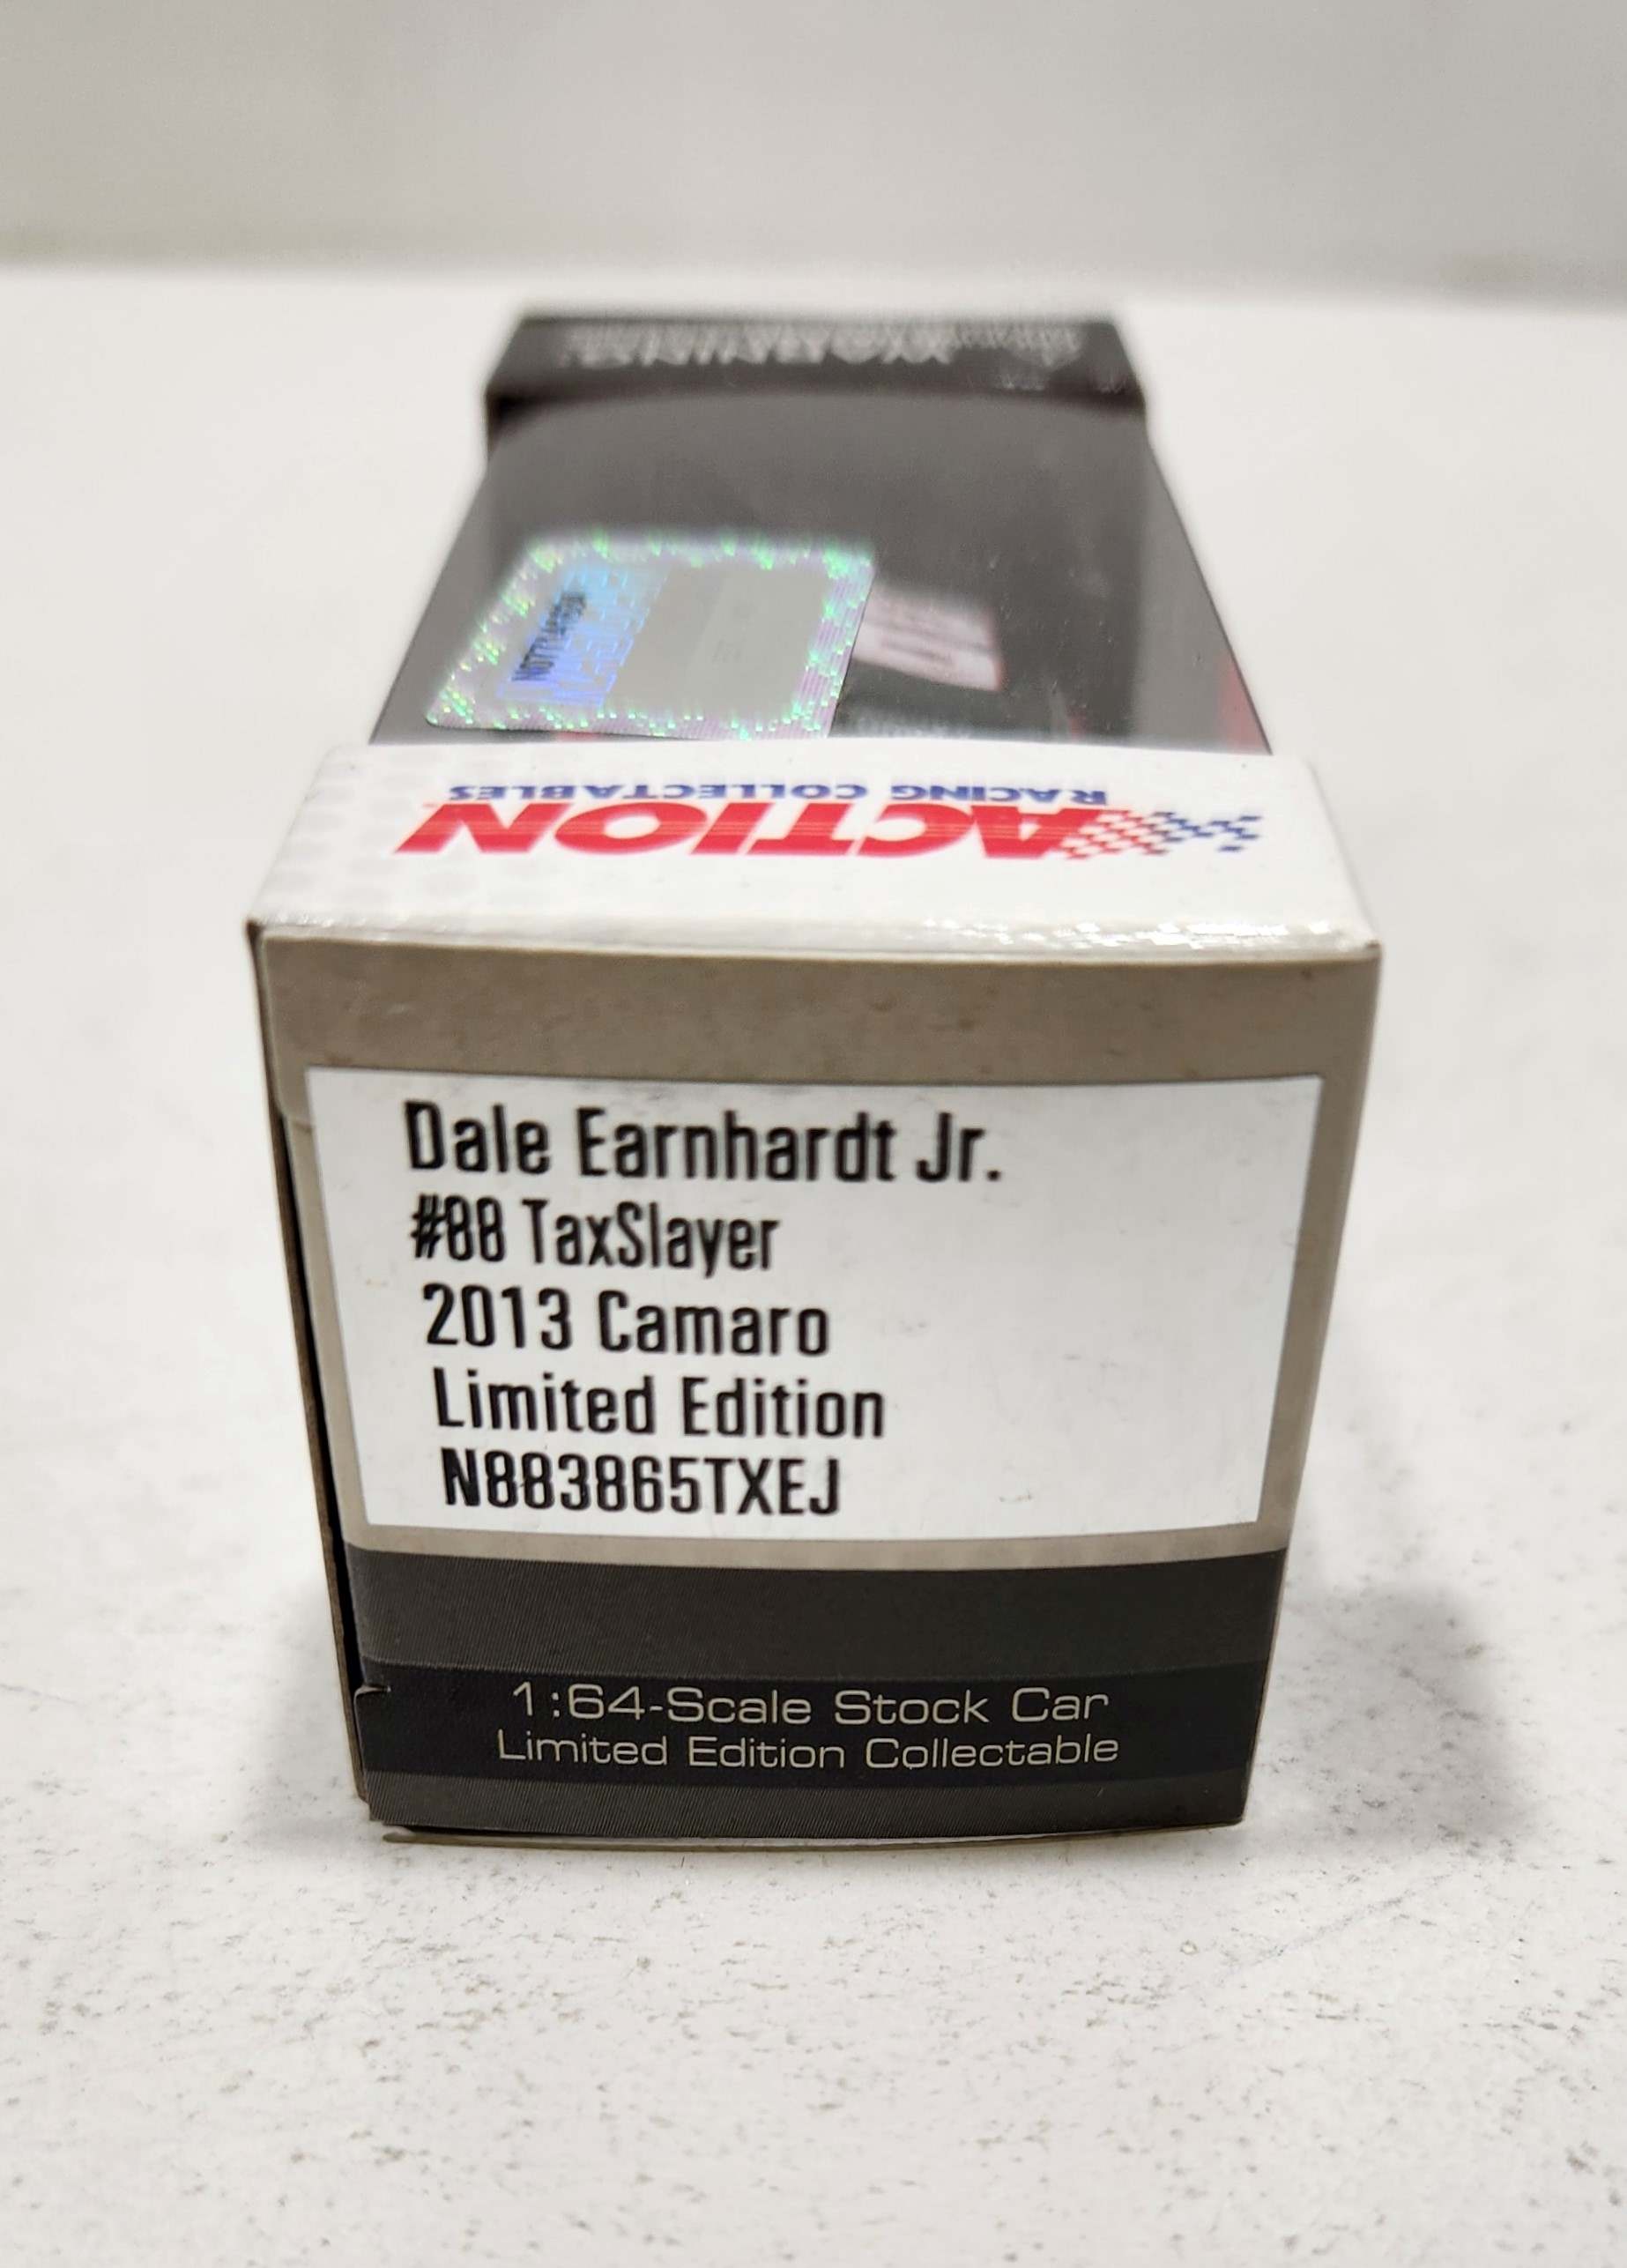 WARNING:
ACTION
RACING COLLECTABLES
Dale Earnhardt Jr.
#88 TaxSlayer
2013 Camaro
Limited Edition
N883865TXEJ
1:64-Scale Stock Car
Limited Edition Collectable